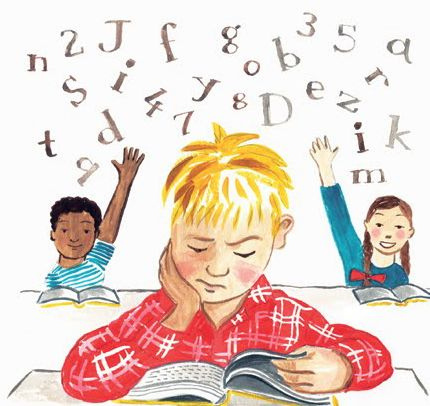 n 2 J f g b 3 5 a
S i 4 y o 8 D e z r
t d 7 i k
m